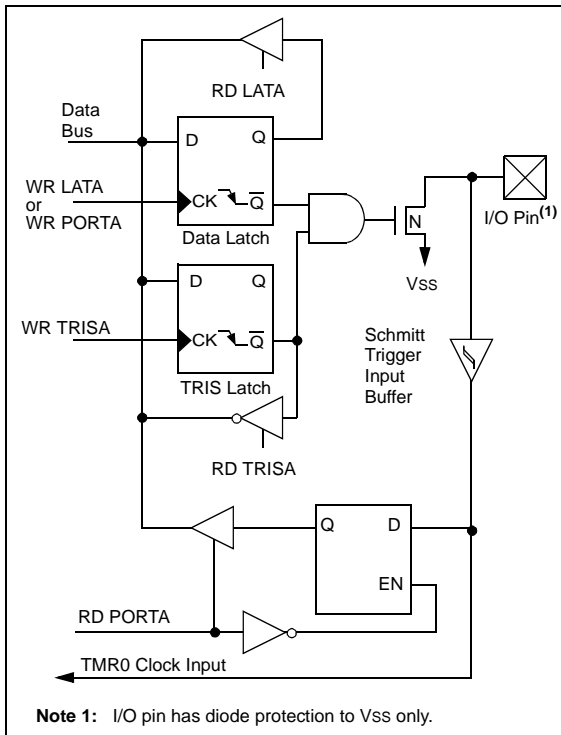 RD LATA
Data
Bus
D
Q
WR LATA
or
WR PORTA
CK
Q̅
Data Latch
N
I/O Pin(1)
VSS
D
Q
WR TRISA
CK
Q̅
TRIS Latch
Schmitt
Trigger
Input
Buffer
RD TRISA
Q
D
EN
RD PORTA
TMR0 Clock Input
Note 1: I/O pin has diode protection to VSS only.